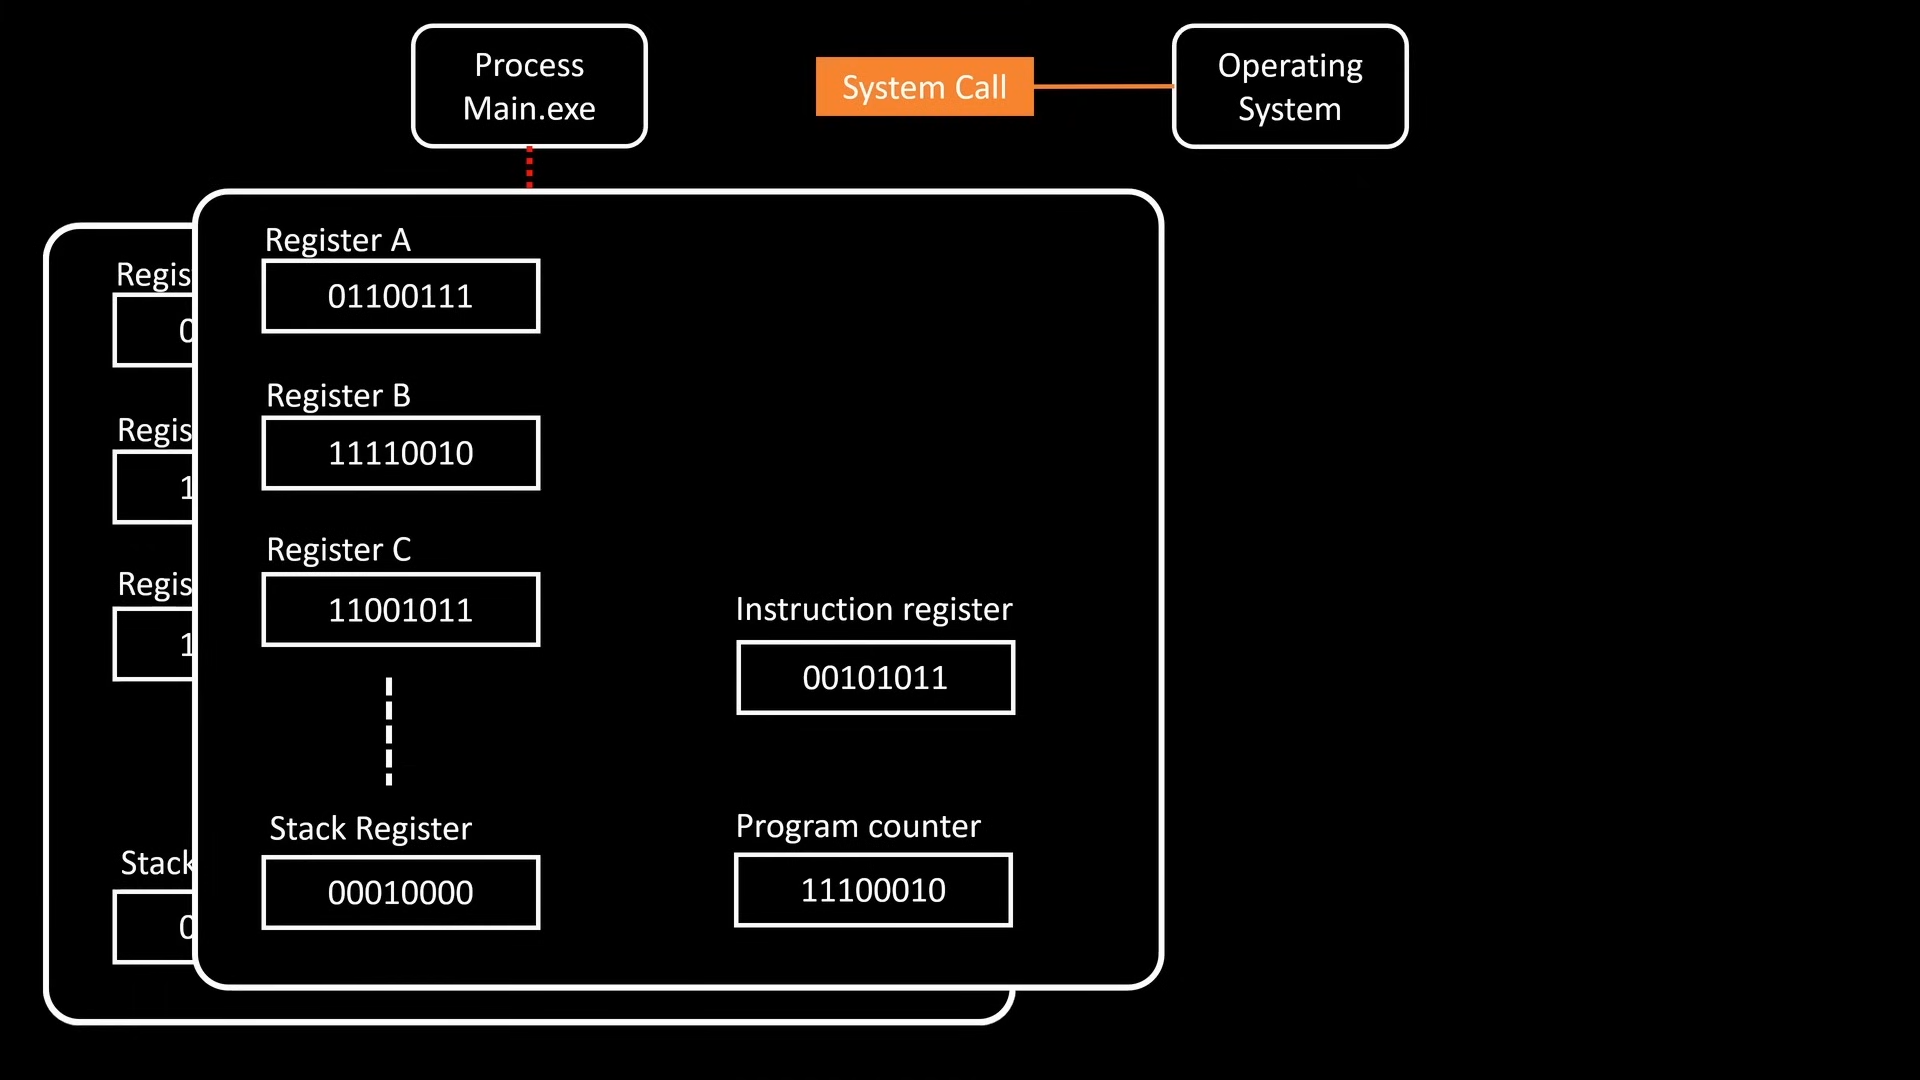 Process
Main.exe
System Call
Operating
System
Register A
01100111
Register B
11110010
Register C
11001011
Instruction register
00101011
Stack Register
00010000
Program counter
11100010
Regis
0
Regis
1
Regis
1
Stack
0